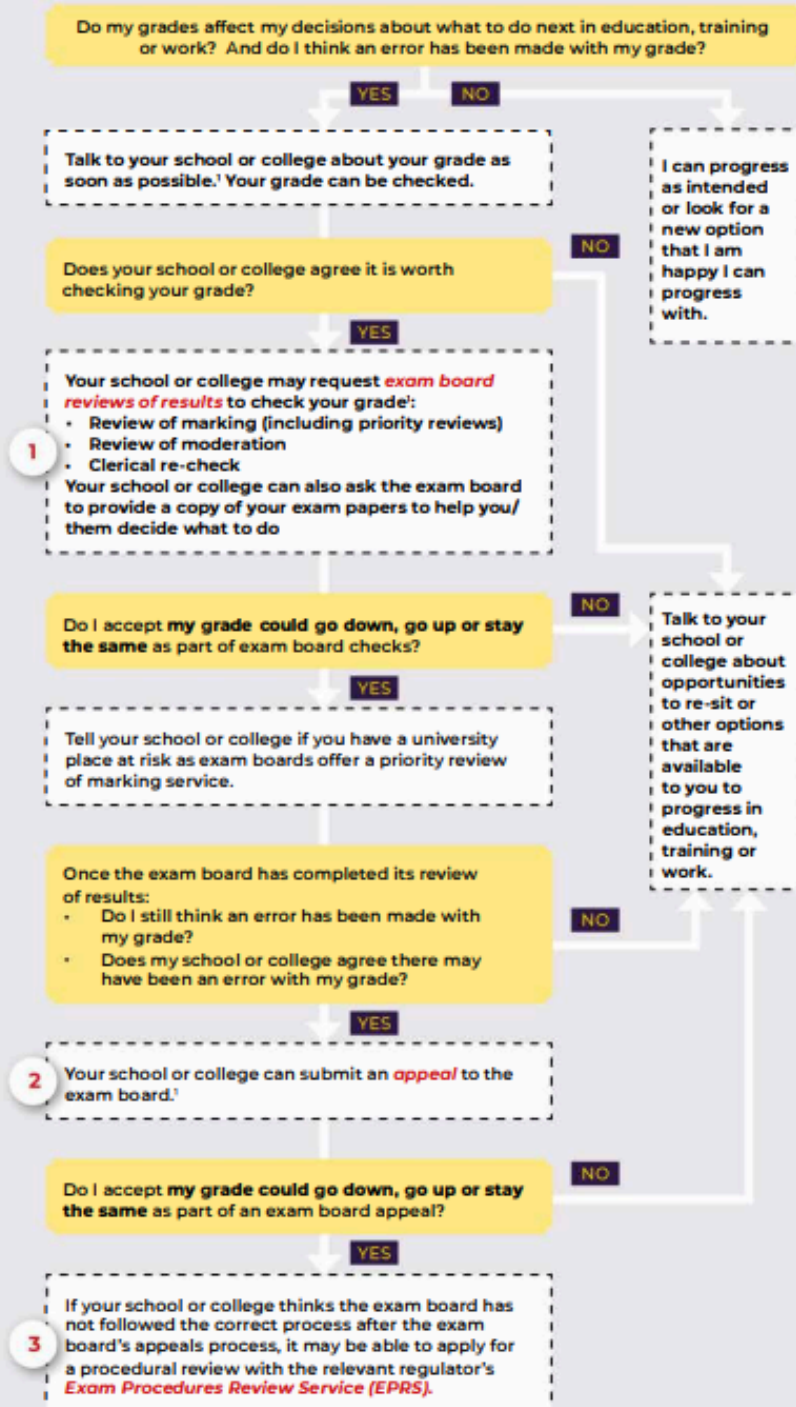 Do my grades affect my decisions about what to do next in education, training
or work? And do I think an error has been made with my grade?
YES
NO
Talk to your school or college about your grade as
soon as possible.¹ Your grade can be checked.
I can progress
as intended
or look for a
new option
that I am
happy I can
progress
with.
Does your school or college agree it is worth
checking your grade?
NO
YES
1
Your school or college may request exam board
reviews of results to check your grade¹:
• Review of marking (including priority reviews)
• Review of moderation
• Clerical re-check
Your school or college can also ask the exam board
to provide a copy of your exam papers to help you/
them decide what to do
Do I accept my grade could go down, go up or stay
the same as part of exam board checks?
NO
YES
Talk to your
school or
college about
opportunities
to re-sit or
other options
that are
available
to you to
progress in
education,
training or
work.
Tell your school or college if you have a university
place at risk as exam boards offer a priority review
of marking service.
Once the exam board has completed its review
of results:
• Do I still think an error has been made with
my grade?
• Does my school or college agree there may
have been an error with my grade?
NO
YES
2
Your school or college can submit an appeal to the
exam board.¹
Do I accept my grade could go down, go up or stay
the same as part of an exam board appeal?
NO
YES
3
If your school or college thinks the exam board has
not followed the correct process after the exam
board's appeals process, it may be able to apply for
a procedural review with the relevant regulator's
Exam Procedures Review Service (EPRS).